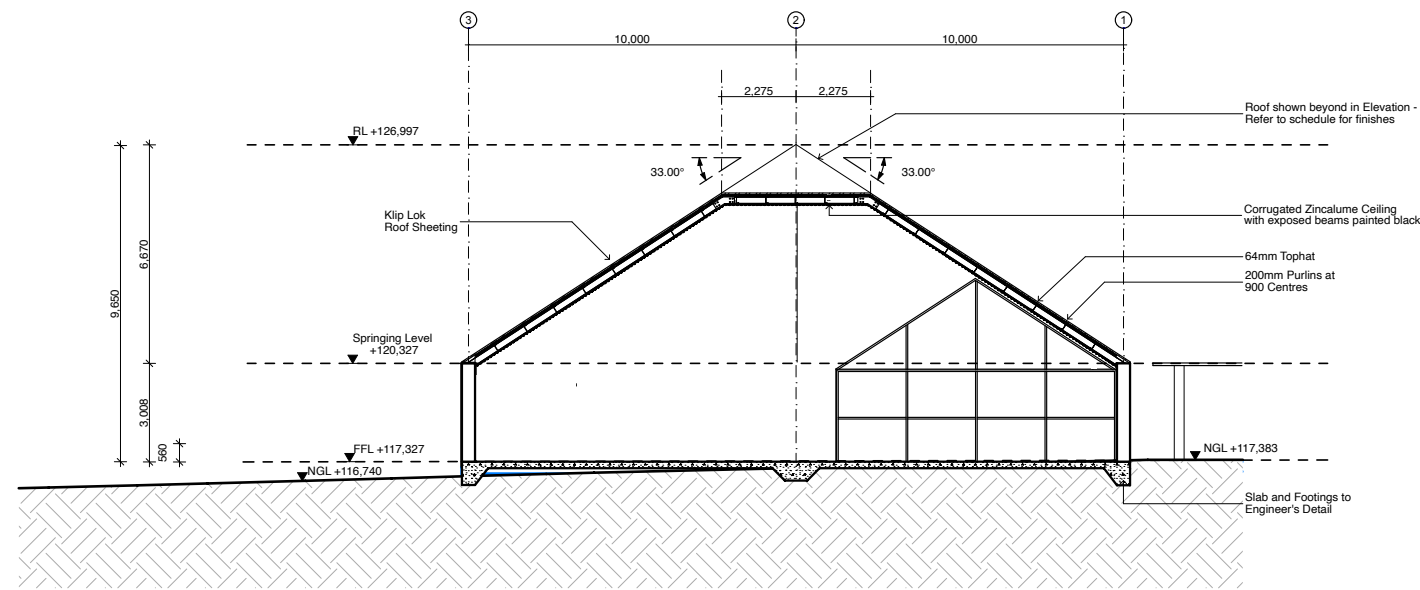 3
2
1
10,000
10,000
2,275
2,275
Roof shown beyond in Elevation -
Refer to schedule for finishes
RL +126,997
33.00°
33.00°
Klip Lok
Roof Sheeting
Corrugated Zincalume Ceiling
with exposed beams painted black
64mm Tophat
200mm Purlins at
900 Centres
6,670
9,650
Springing Level
+120,327
3,008
560
FFL +117,327
NGL +116,740
NGL +117,383
Slab and Footings to
Engineer's Detail